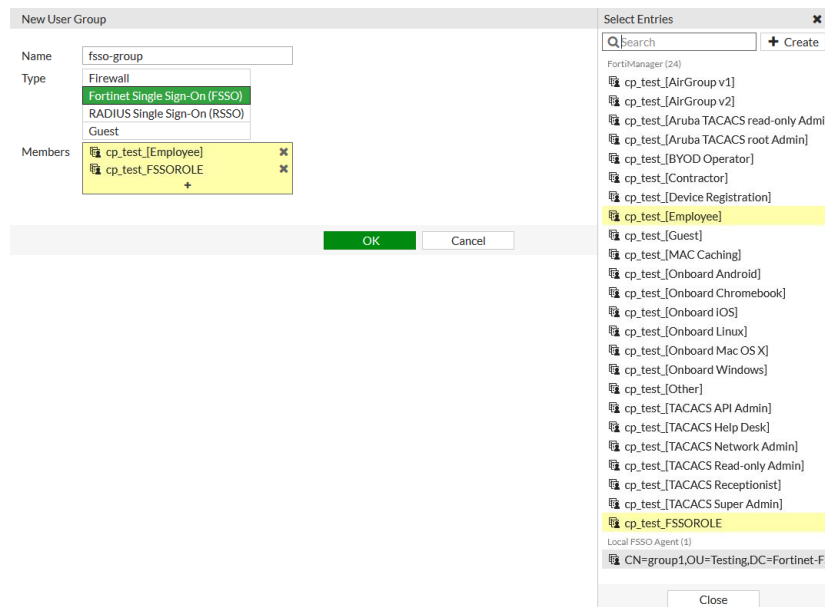 New User Group
Name fsso-group
Type Firewall
Fortinet Single Sign-On (FSSO)
RADIUS Single Sign-On (RSSO)
Guest
Members cp_test_[Employee]
cp_test_FSSOROLE
+
OK Cancel
Select Entries
Search + Create
FortiManager (24)
cp_test_[AirGroup v1]
cp_test_[AirGroup v2]
cp_test_[Aruba TACACS read-only Admi
cp_test_[Aruba TACACS root Admin]
cp_test_[BYOD Operator]
cp_test_[Contractor]
cp_test_[Device Registration]
cp_test_[Employee]
cp_test_[Guest]
cp_test_[MAC Caching]
cp_test_[Onboard Android]
cp_test_[Onboard Chromebook]
cp_test_[Onboard iOS]
cp_test_[Onboard Linux]
cp_test_[Onboard Mac OS X]
cp_test_[Onboard Windows]
cp_test_[Other]
cp_test_[TACACS API Admin]
cp_test_[TACACS Help Desk]
cp_test_[TACACS Network Admin]
cp_test_[TACACS Read-only Admin]
cp_test_[TACACS Receptionist]
cp_test_[TACACS Super Admin]
cp_test_FSSOROLE
Local FSSO Agent (1)
CN=group1,OU=Testing,DC=Fortinet-F
Close